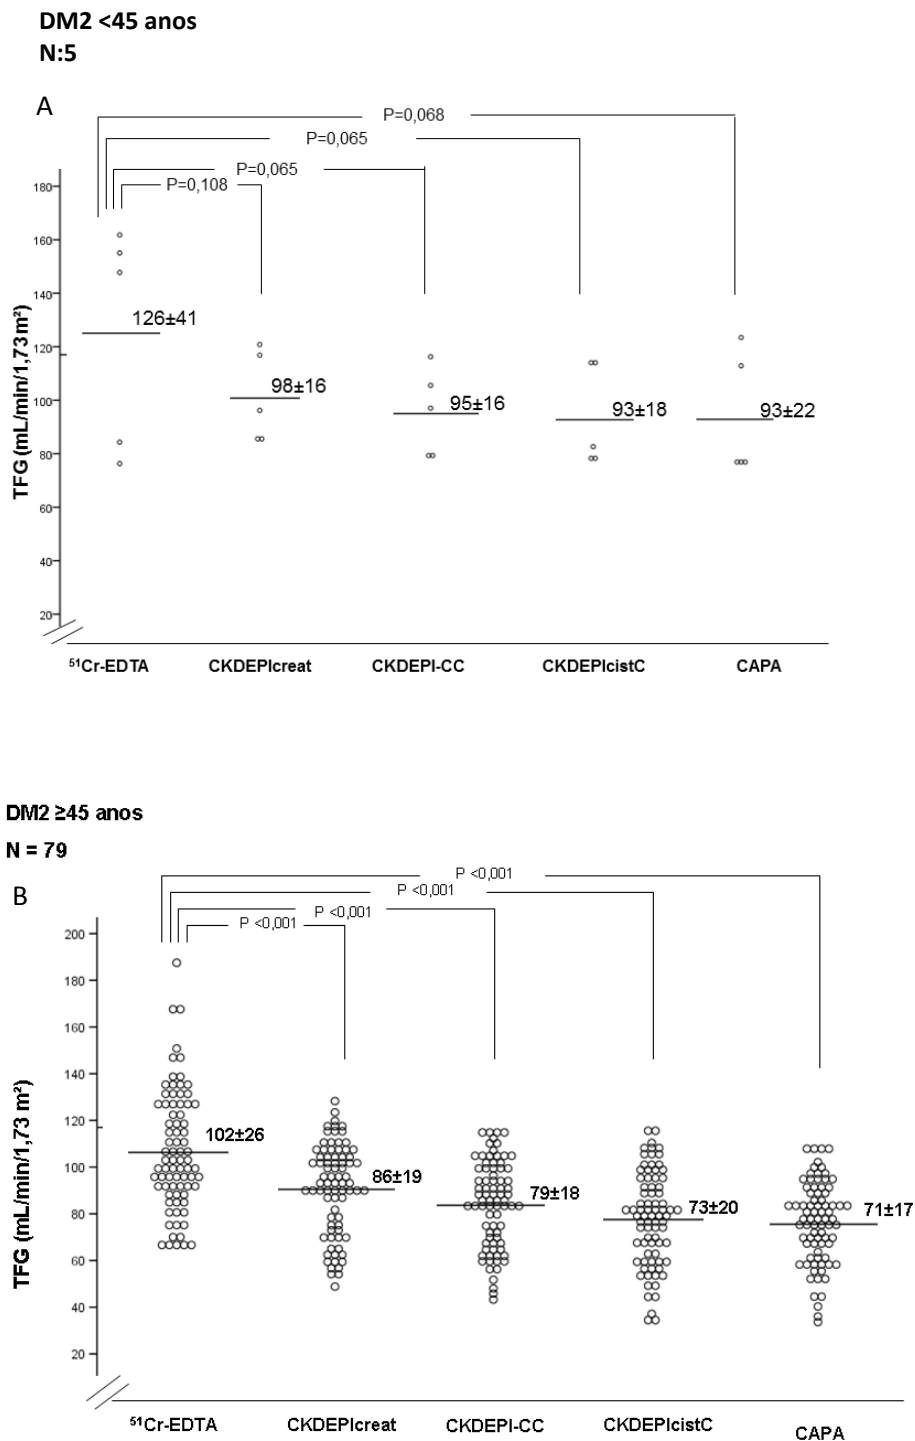 DM2 <45 anos
N:5
A
P=0,068
P=0,065
P=0,065
P=0,108
TFG (mL/min/1,73m²)
180
160
140
120
100
80
60
40
20
126±41
98±16
95±16
93±18
93±22
⁵¹Cr-EDTA CKDEPIcreat CKDEPI-CC CKDEPIcistC CAPA
DM2 ≥45 anos
N = 79
B
P <0,001
P <0,001
P <0,001
P <0,001
TFG (mL/min/1,73 m²)
200
180
160
140
120
100
80
60
40
20
102±26
86±19
79±18
73±20
71±17
⁵¹Cr-EDTA CKDEPIcreat CKDEPI-CC CKDEPIcistC CAPA